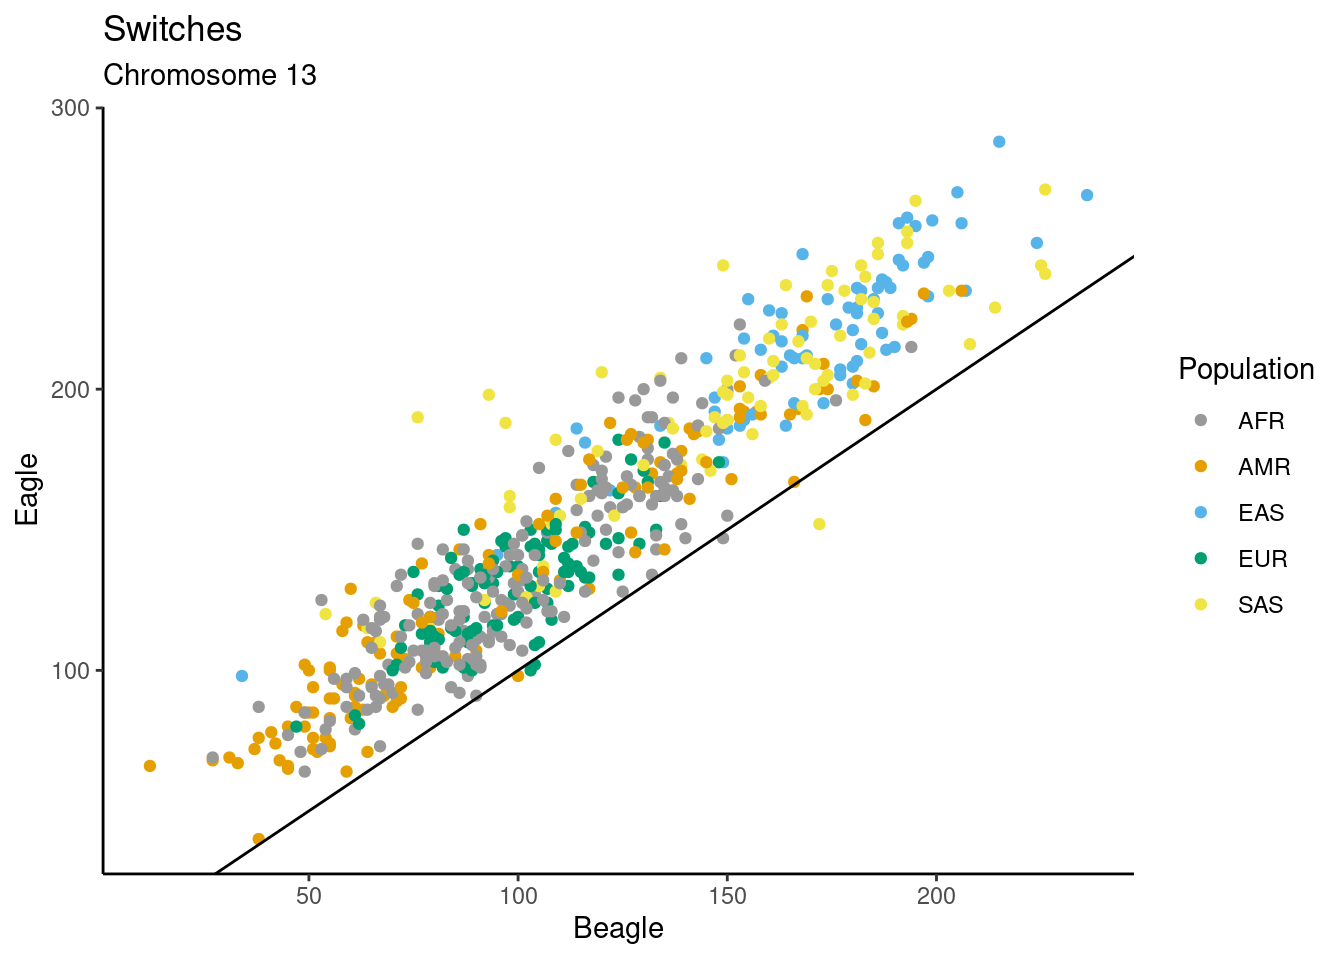 Switches
Chromosome 13
300
200
100
Eagle
50
100
150
200
Beagle
Population
AFR
AMR
EAS
EUR
SAS